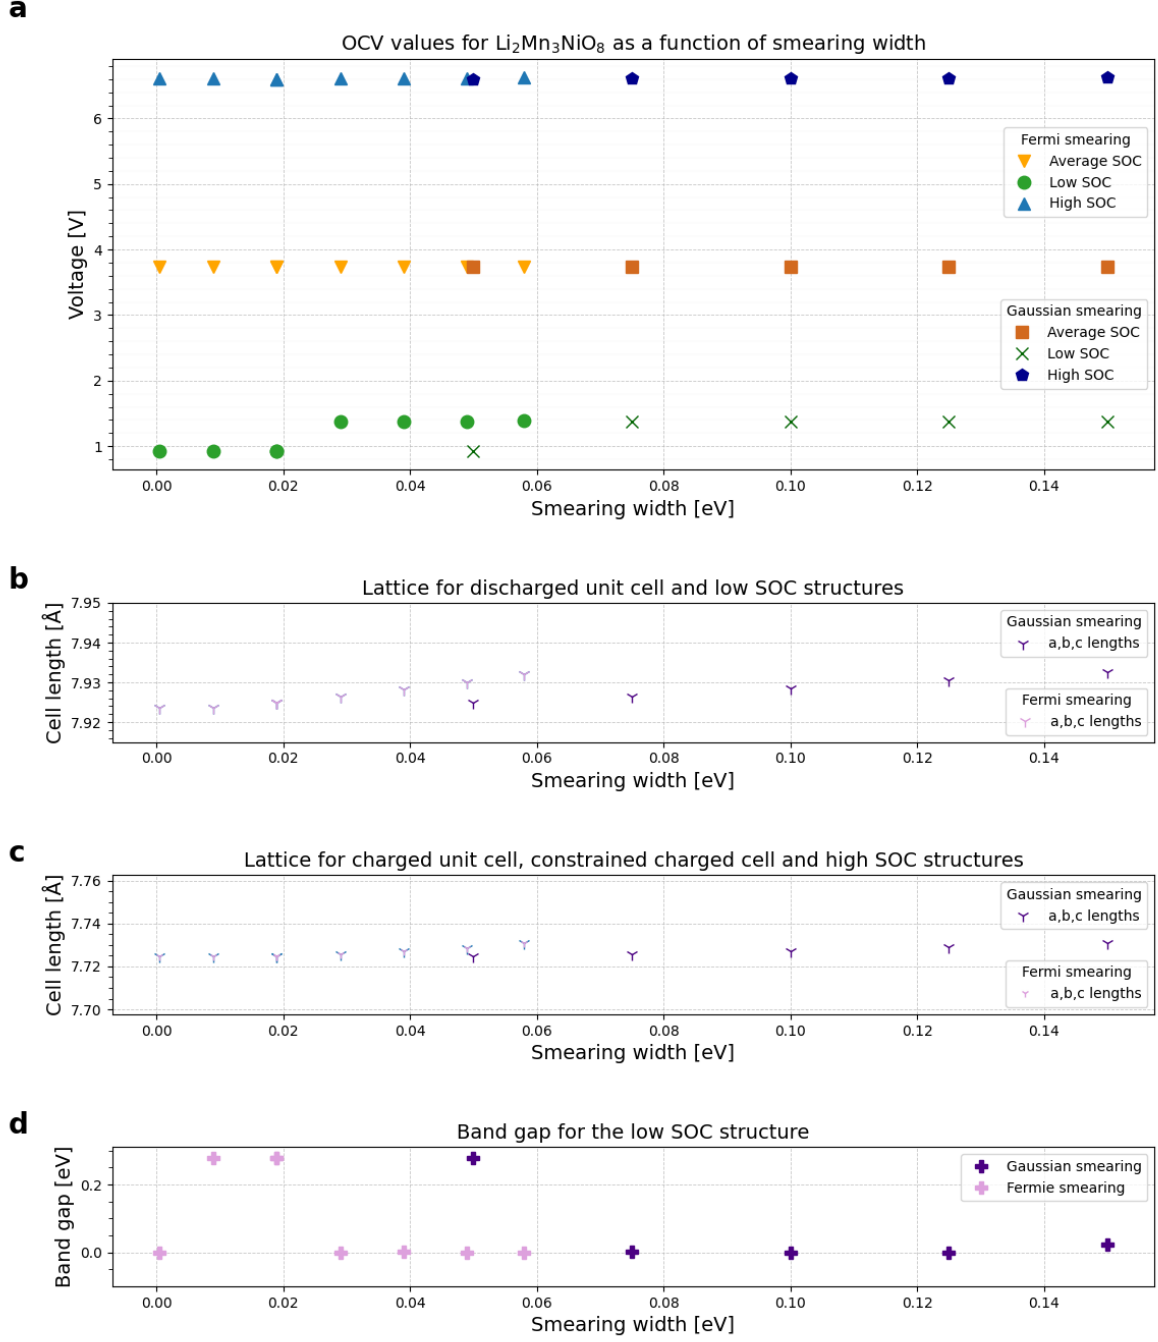 a
OCV values for Li₂Mn₃NiO₈ as a function of smearing width
Voltage [V]
6
5
4
3
2
1
Fermi smearing
Average SOC
Low SOC
High SOC
Gaussian smearing
Average SOC
Low SOC
High SOC
0.00 0.02 0.04 0.06 0.08 0.10 0.12 0.14
Smearing width [eV]
b
Lattice for discharged unit cell and low SOC structures
Cell length [Å]
7.95
7.94
7.93
7.92
Gaussian smearing
a,b,c lengths
Fermi smearing
a,b,c lengths
0.00 0.02 0.04 0.06 0.08 0.10 0.12 0.14
Smearing width [eV]
c
Lattice for charged unit cell, constrained charged cell and high SOC structures
Cell length [Å]
7.76
7.74
7.72
7.70
Gaussian smearing
a,b,c lengths
Fermi smearing
a,b,c lengths
0.00 0.02 0.04 0.06 0.08 0.10 0.12 0.14
Smearing width [eV]
d
Band gap for the low SOC structure
Band gap [eV]
0.2
0.0
Gaussian smearing
Fermie smearing
0.00 0.02 0.04 0.06 0.08 0.10 0.12 0.14
Smearing width [eV]